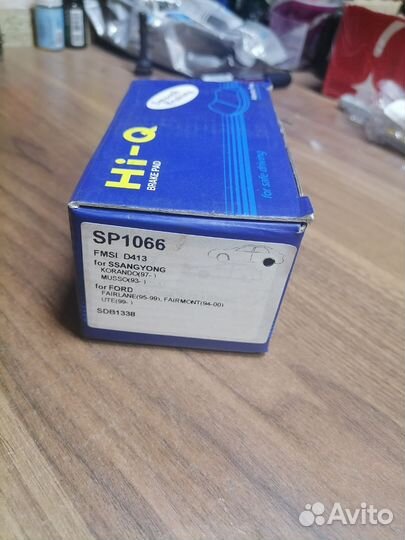 Hi-Q
BRAKE PAD
for safe driving
SP1066
FMSI D413
for SSANGYONG
KORANDO(97- )
MUSSO(93- )
for FORD
FAIRLANE(95-99), FAIRMONT(94-00)
UTE(99- )
SDB1338
Avito